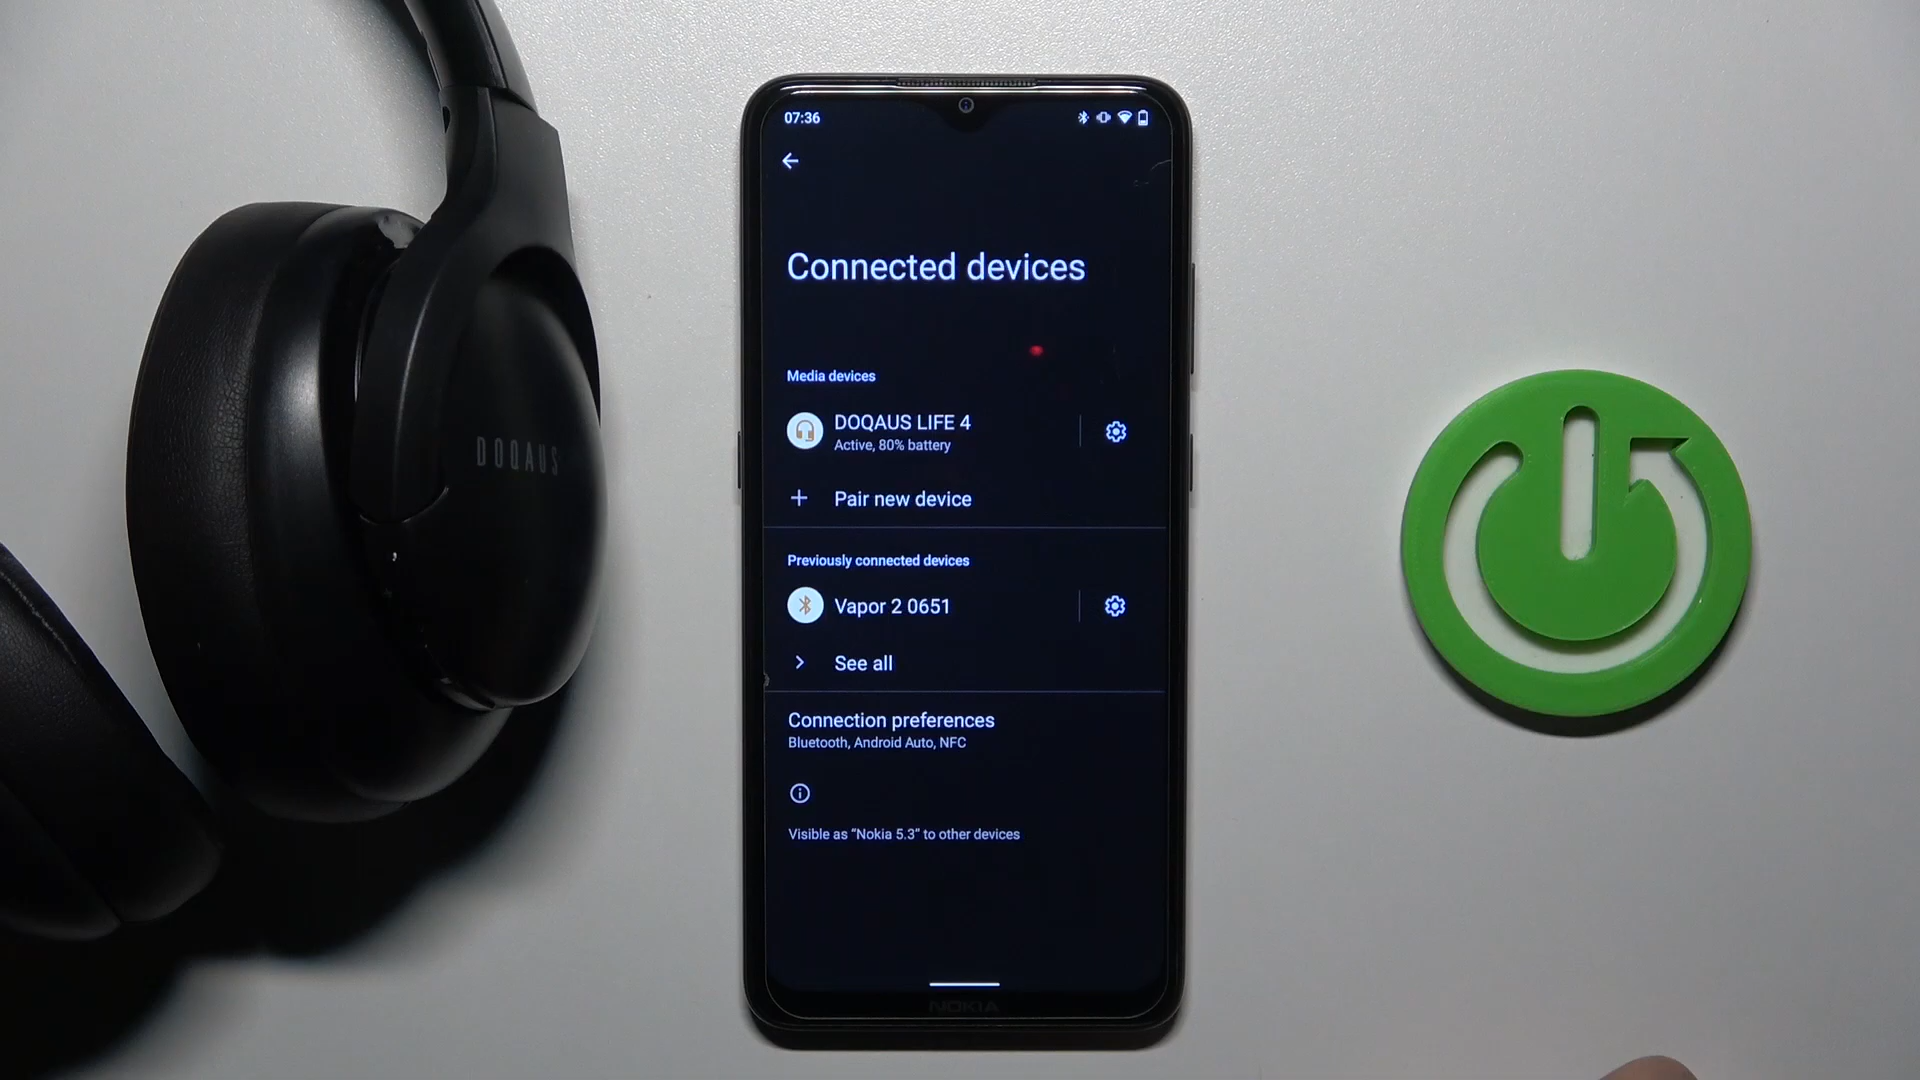 DOQAUS
07:36
Connected devices
Media devices
DOQAUS LIFE 4
Active, 80% battery
Pair new device
Previously connected devices
Vapor 2 0651
See all
Connection preferences
Bluetooth, Android Auto, NFC
Visible as “Nokia 5.3” to other devices
NOKIA